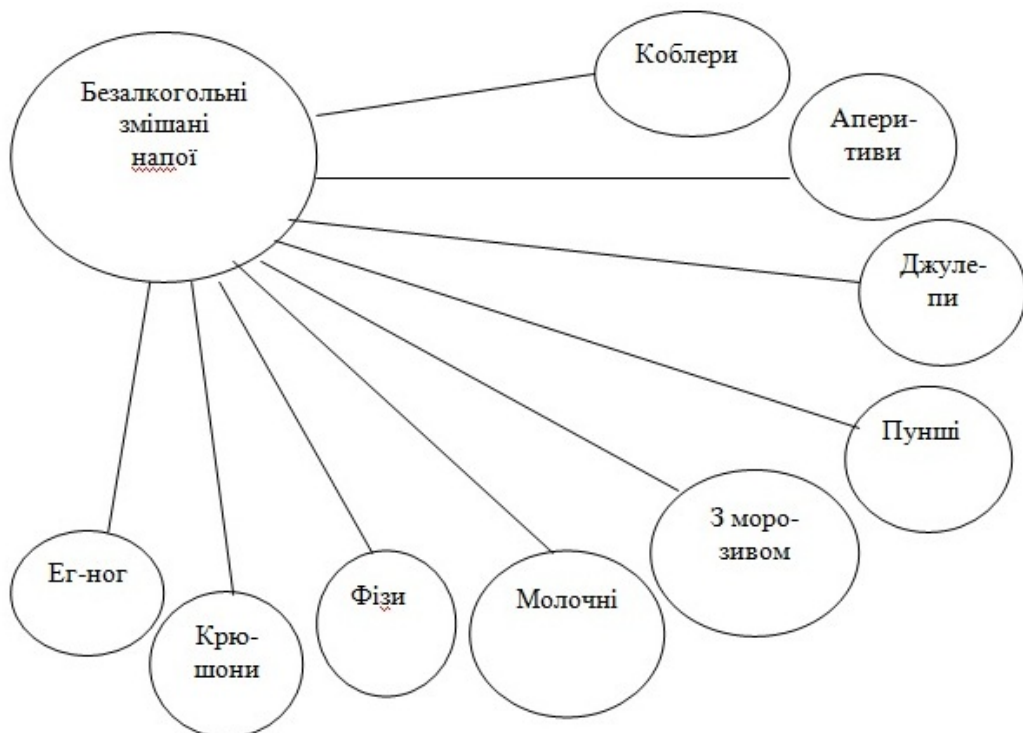 Безалкогольні
змішані
напої
Коблери
Апери-
тиви
Джуле-
пи
Пунші
З моро-
зивом
Молочні
Фізи
Крю-
шони
Ег-ног